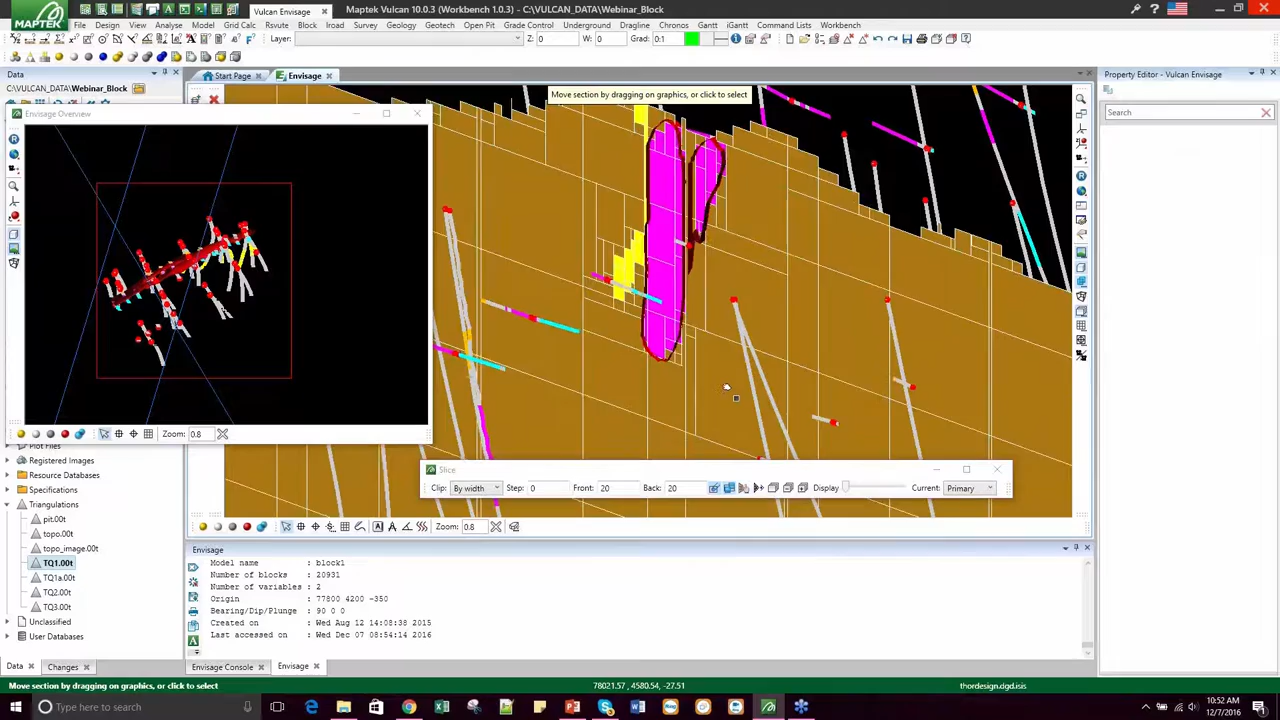 Vulcan Envisage
Maptek Vulcan 10.0.3 (Workbench 1.0.3) - C:\VULCAN_DATA\Webinar_Block
MAPTEK
File Design View Analyse Model Grid Calc Rsvute Block Iroad Survey Geology Geotech Open Pit Grade Control Underground Dragline Chronos Gantt iGantt Command Lists Workbench
Layer: Z: 0 W: 0 Grad: 0:1
Data
C:\VULCAN_DATA\Webinar_Block
Start Page Envisage
Property Editor - Vulcan Envisage
Move section by dragging on graphics, or click to select
Search
Envisage Overview
Zoom: 0.8
Plot Files
Registered Images
Resource Databases
Specifications
Triangulations
pit.00t
topo.00t
topo_image.00t
TQ1.00t
TQ1a.00t
TQ2.00t
TQ3.00t
Unclassified
User Databases
Slice
Clip: By width Step: 0 Front: 20 Back: 20 Display Current: Primary
Zoom: 0.8
Envisage
Model name : block1
Number of blocks : 20931
Number of variables : 2
Origin : 77800 4200 -350
Bearing/Dip/Plunge : 90 0 0
Created on : Wed Aug 12 14:08:38 2015
Last accessed on : Wed Dec 07 08:54:14 2016
Data Changes
Envisage Console Envisage
Move section by dragging on graphics, or click to select 78021.57, 4580.54, -27.51 thordesign.dgd.isis
Type here to search
10:52 AM
12/7/2016